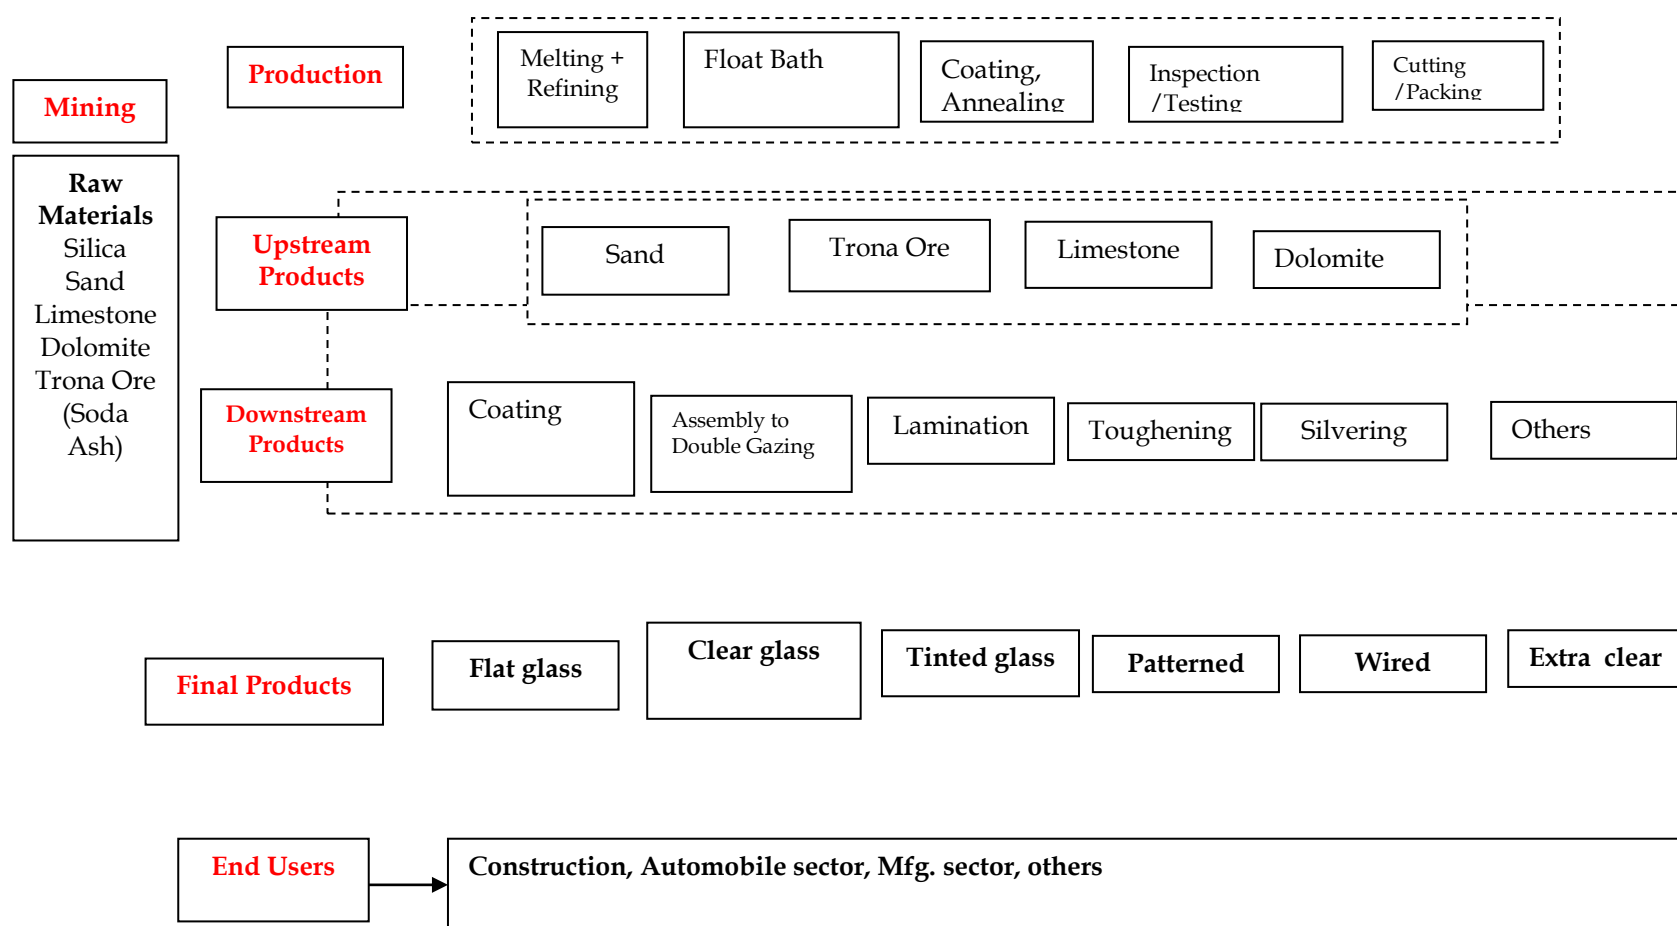 Mining
Raw
Materials
Silica
Sand
Limestone
Dolomite
Trona Ore
(Soda
Ash)
Production
Melting +
Refining
Float Bath
Coating,
Annealing
Inspection
/Testing
Cutting
/Packing
Upstream
Products
Sand
Trona Ore
Limestone
Dolomite
Downstream
Products
Coating
Assembly to
Double Gazing
Lamination
Toughening
Silvering
Others
Final Products
Flat glass
Clear glass
Tinted glass
Patterned
Wired
Extra clear
End Users
Construction, Automobile sector, Mfg. sector, others